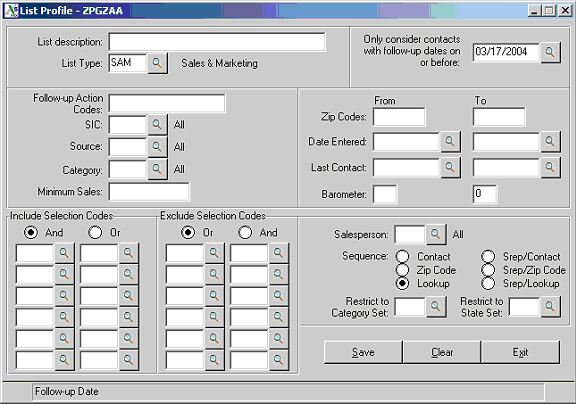 List Profile - ZPGZAA
List description:
List Type: SAM Sales & Marketing
Only consider contacts
with follow-up dates on
or before: 03/17/2004
Follow-up Action
Codes:
SIC: All
Source: All
Category: All
Minimum Sales:
From To
Zip Codes:
Date Entered:
Last Contact:
Barometer: 0
Include Selection Codes
And Or
Exclude Selection Codes
Or And
Salesperson: All
Sequence: Contact Srep/Contact
Zip Code Srep/Zip Code
Lookup Srep/Lookup
Restrict to
Category Set:
Restrict to
State Set:
Save Clear Exit
Follow-up Date